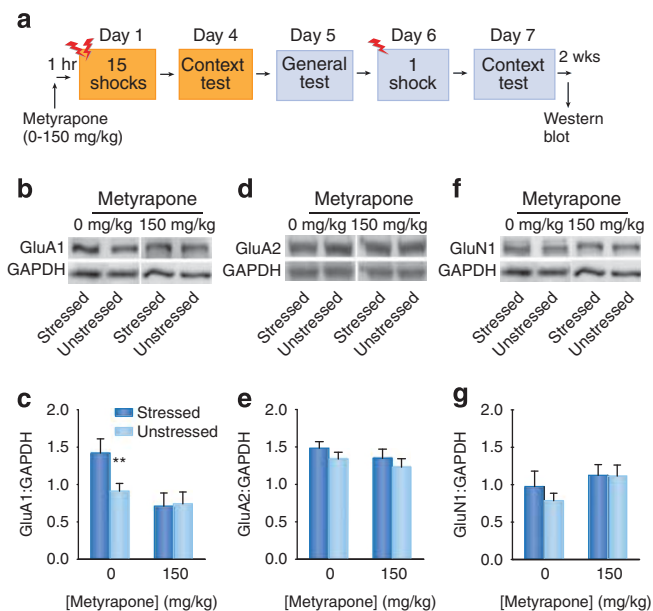 a
Day 1 Day 4 Day 5 Day 6 Day 7
1 hr 15 shocks Context test General test 1 shock Context test 2 wks
Metyrapone
(0-150 mg/kg)
Western
blot
b
Metyrapone
0 mg/kg 150 mg/kg
GluA1
GAPDH
Stressed Unstressed Stressed Unstressed
d
Metyrapone
0 mg/kg 150 mg/kg
GluA2
GAPDH
Stressed Unstressed Stressed Unstressed
f
Metyrapone
0 mg/kg 150 mg/kg
GluN1
GAPDH
Stressed Unstressed Stressed Unstressed
c
GluA1:GAPDH
2.0
1.5
1.0
0.5
0.0
Stressed
Unstressed
**
0 150
[Metyrapone] (mg/kg)
e
GluA2:GAPDH
2.0
1.5
1.0
0.5
0.0
0 150
[Metyrapone] (mg/kg)
g
GluN1:GAPDH
2.0
1.5
1.0
0.5
0.0
0 150
[Metyrapone] (mg/kg)